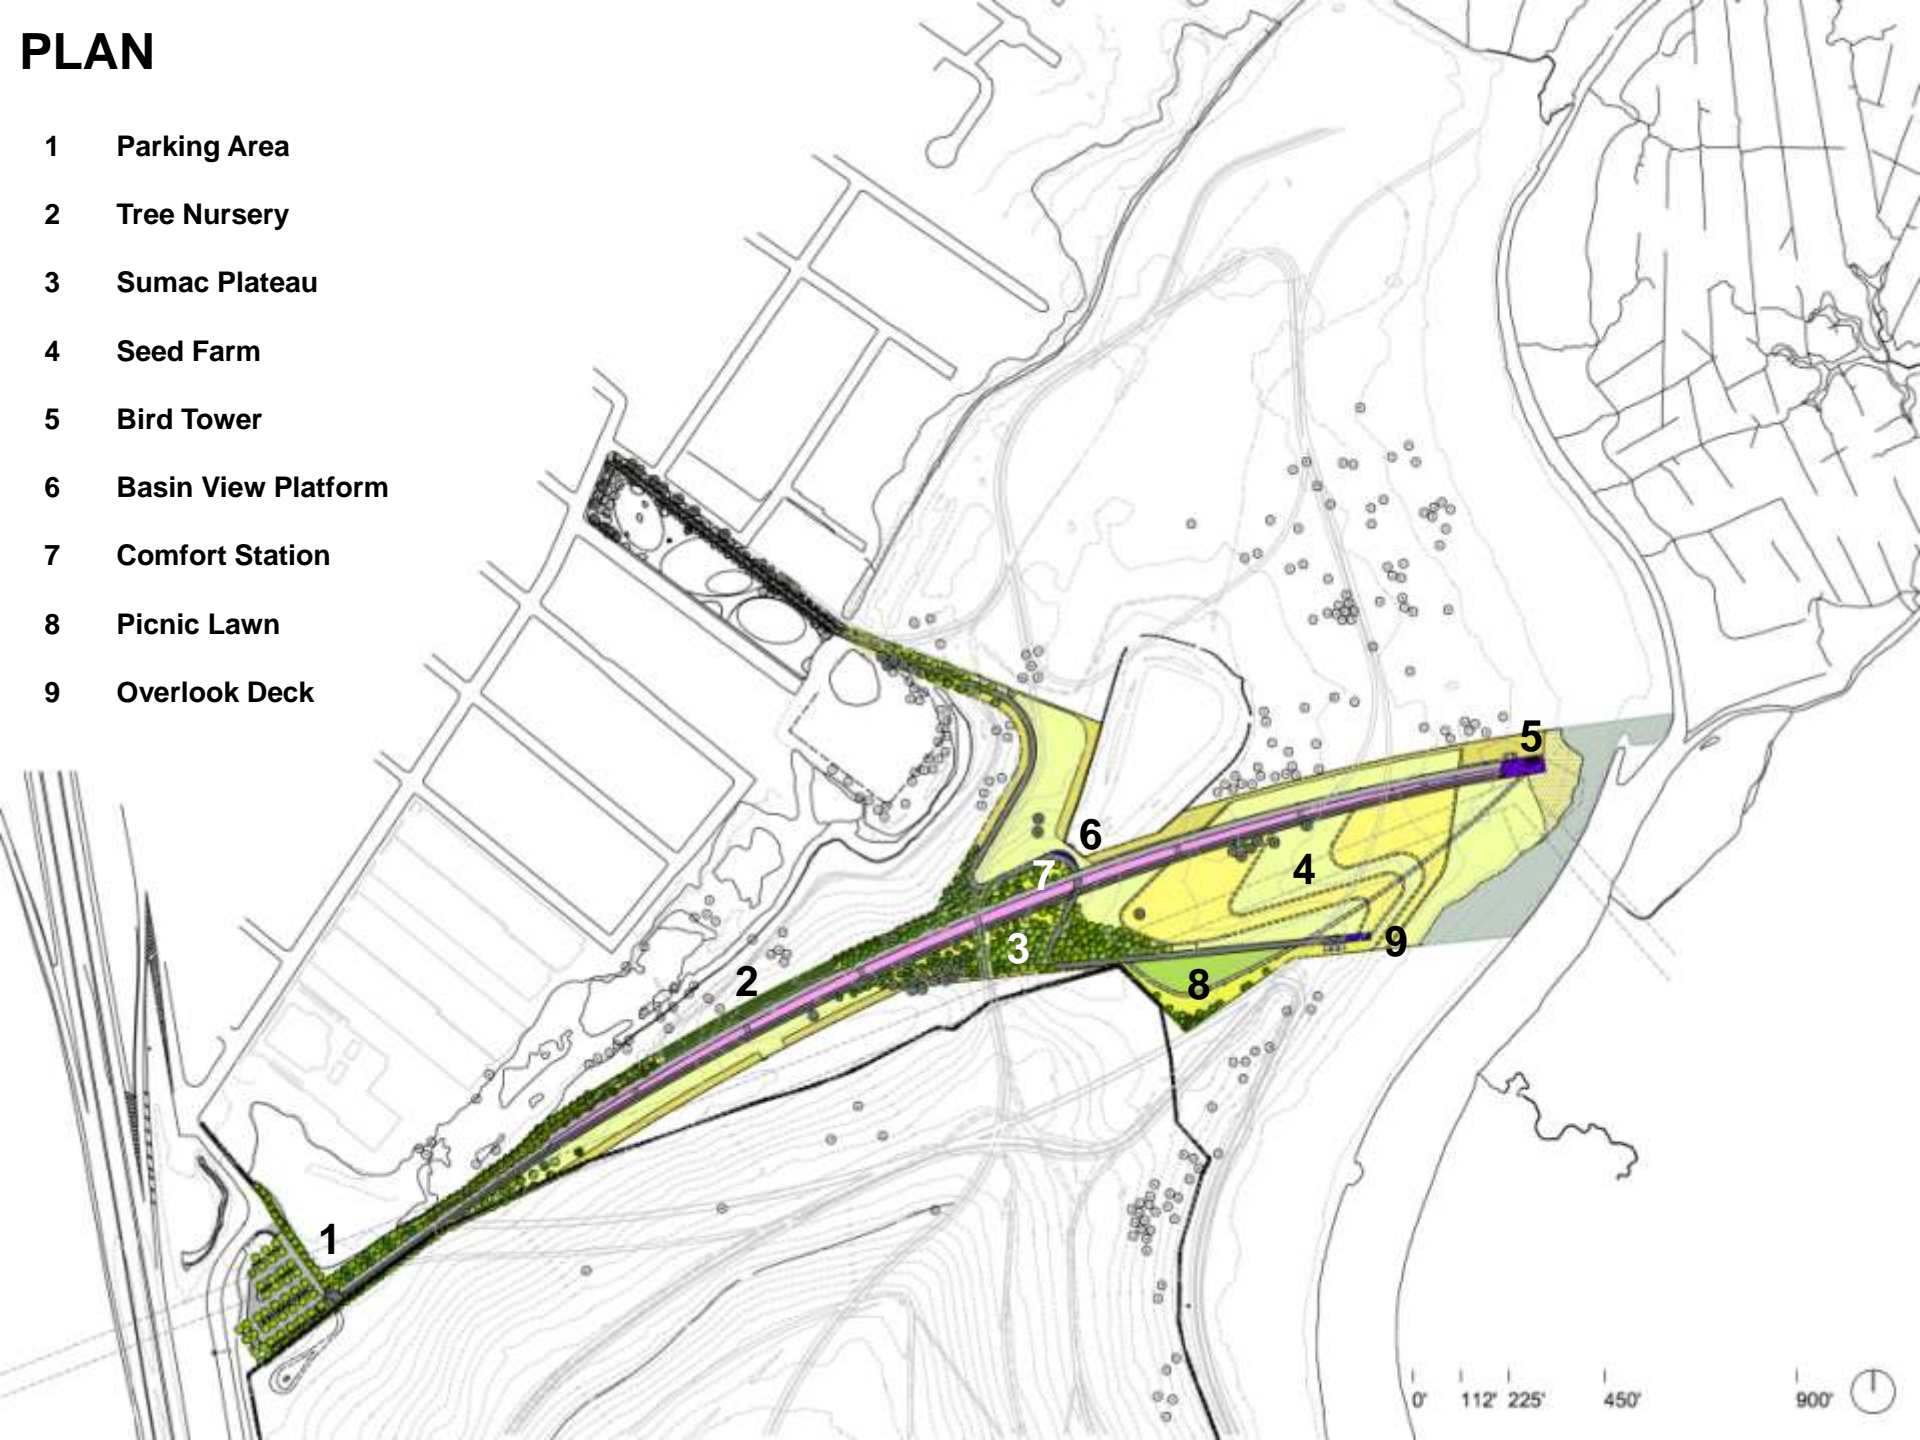 PLAN
1 Parking Area
2 Tree Nursery
3 Sumac Plateau
4 Seed Farm
5 Bird Tower
6 Basin View Platform
7 Comfort Station
8 Picnic Lawn
9 Overlook Deck
5
6
7
4
3
9
2
8
1
0' 112' 225' 450' 900'